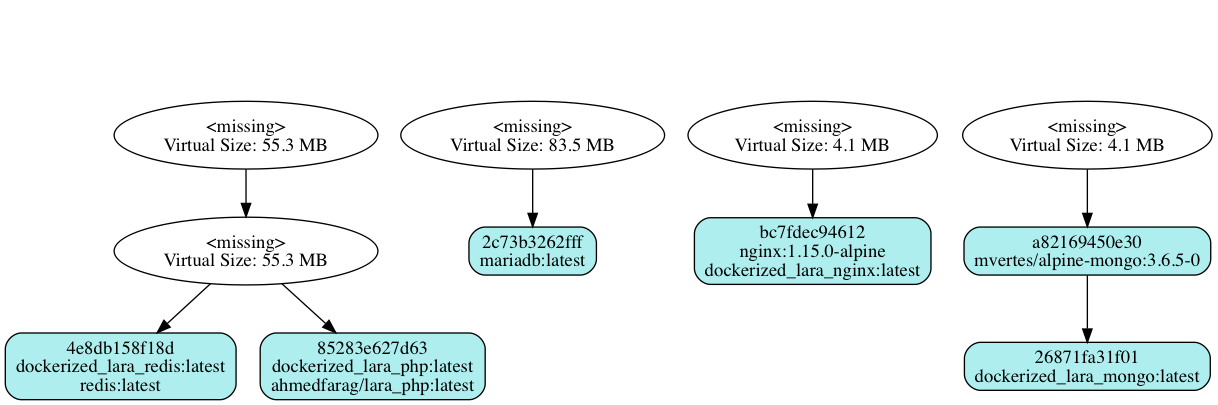 <missing>
Virtual Size: 55.3 MB
<missing>
Virtual Size: 83.5 MB
<missing>
Virtual Size: 4.1 MB
<missing>
Virtual Size: 4.1 MB
<missing>
Virtual Size: 55.3 MB
2c73b3262fff
mariadb:latest
bc7fdec94612
nginx:1.15.0-alpine
dockerized_lara_nginx:latest
a82169450e30
mvertes/alpine-mongo:3.6.5-0
4e8db158f18d
dockerized_lara_redis:latest
redis:latest
85283e627d63
dockerized_lara_php:latest
ahmedfarag/lara_php:latest
26871fa31f01
dockerized_lara_mongo:latest